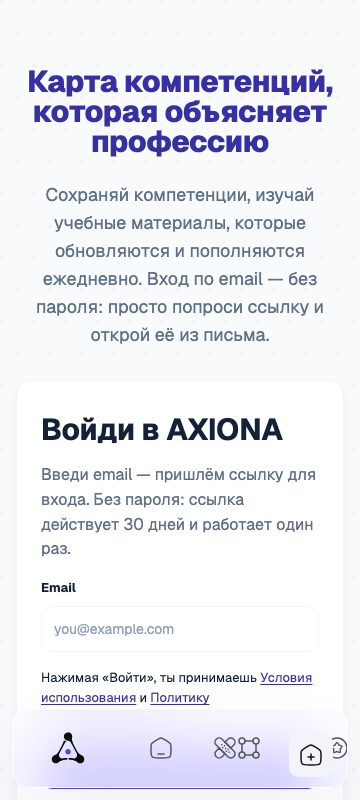 Карта компетенций,
которая объясняет
профессию
Сохраняй компетенции, изучай
учебные материалы, которые
обновляются и пополняются
ежедневно. Вход по email — без
пароля: просто попроси ссылку и
открой её из письма.
Войди в AXIONA
Введи email — пришлём ссылку для
входа. Без пароля: ссылка
действует 30 дней и работает один
раз.
Email
you@example.com
Нажимая «Войти», ты принимаешь Условия
использования и Политику